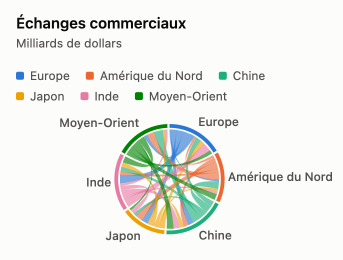 Échanges commerciaux
Milliards de dollars
Europe Amérique du Nord Chine
Japon Inde Moyen-Orient
Moyen-Orient Europe
Inde Amérique du Nord
Japon Chine